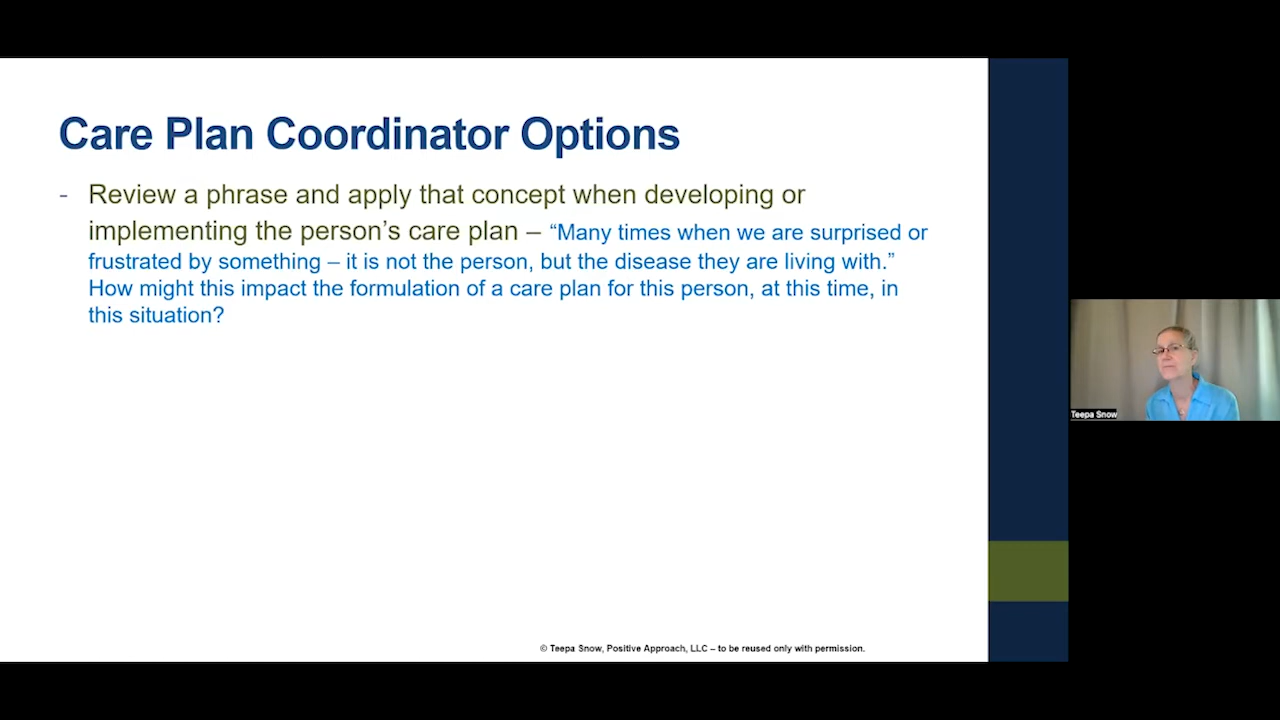 Care Plan Coordinator Options
- Review a phrase and apply that concept when developing or
implementing the person’s care plan – “Many times when we are surprised or
frustrated by something – it is not the person, but the disease they are living with.”
How might this impact the formulation of a care plan for this person, at this time, in
this situation?
Teepa Snow
© Teepa Snow, Positive Approach, LLC – to be reused only with permission.